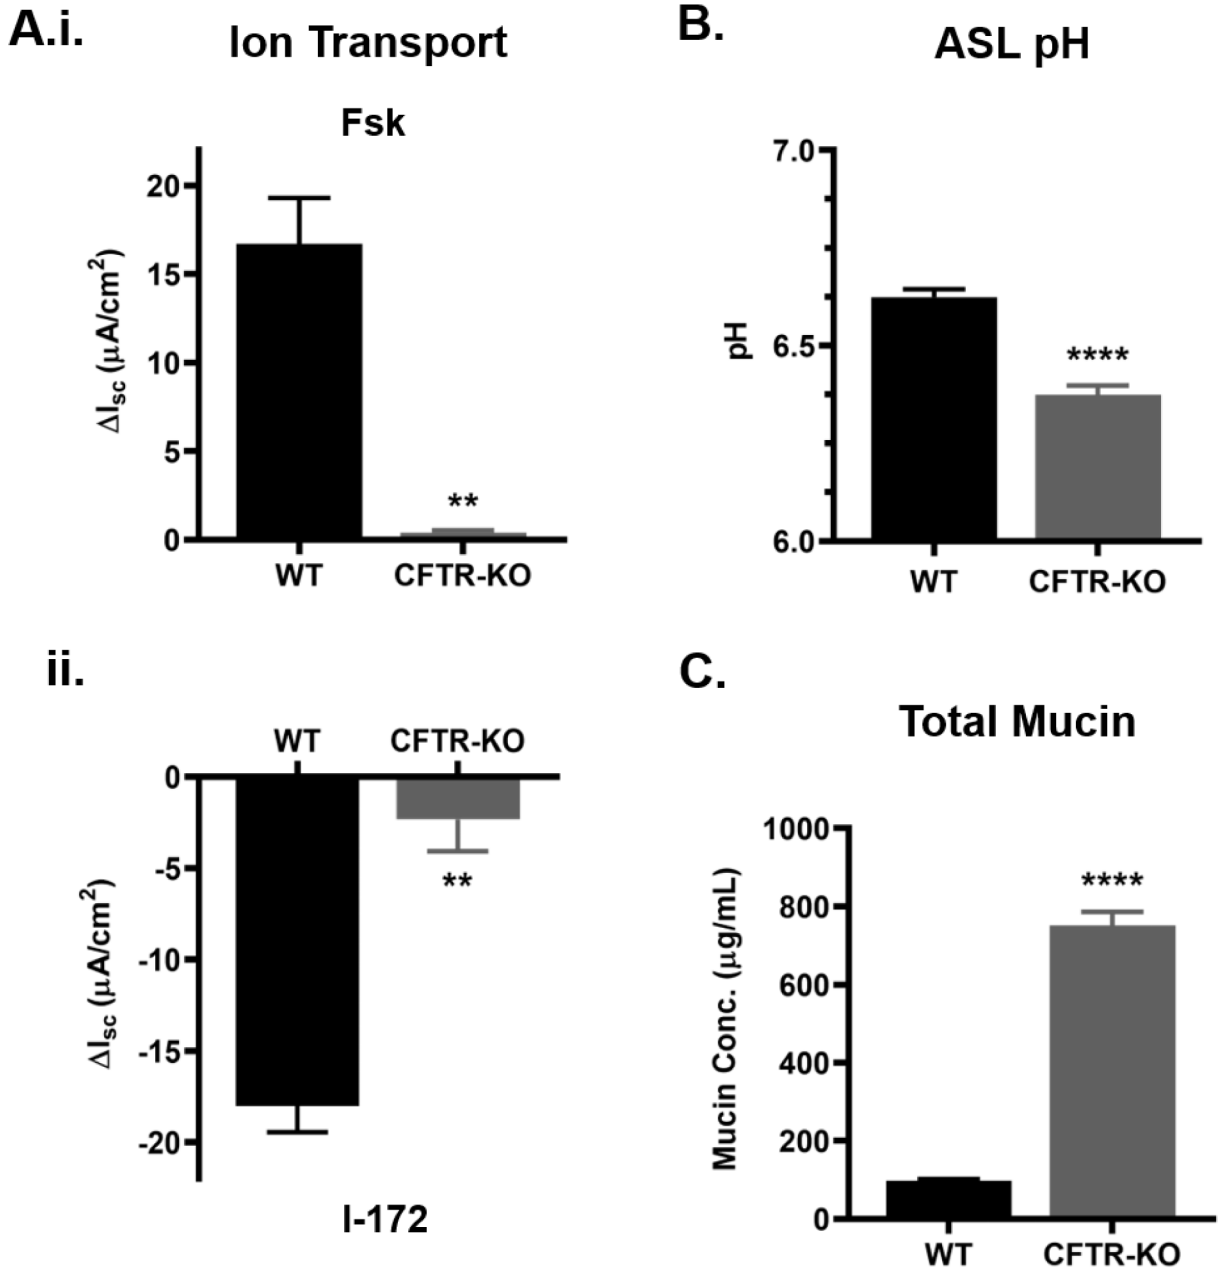 A.i.
Ion Transport
Fsk
20
15
10
5
0
ΔIsc (μA/cm²)
**
WT CFTR-KO
B.
ASL pH
7.0
6.5
6.0
pH
****
WT CFTR-KO
ii.
WT CFTR-KO
0
-5
-10
-15
-20
ΔIsc (μA/cm²)
**
I-172
C.
Total Mucin
1000
800
600
400
200
0
Mucin Conc. (μg/mL)
****
WT CFTR-KO